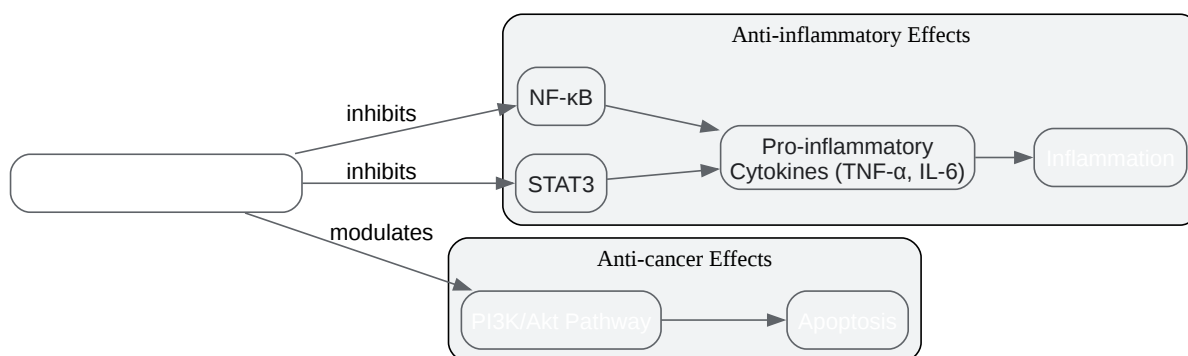 Anti-inflammatory Effects
NF-κB
inhibits
inhibits
STAT3
Pro-inflammatory
Cytokines (TNF-α, IL-6)
Inflammation
modulates
Anti-cancer Effects
PI3K/Akt Pathway
Apoptosis